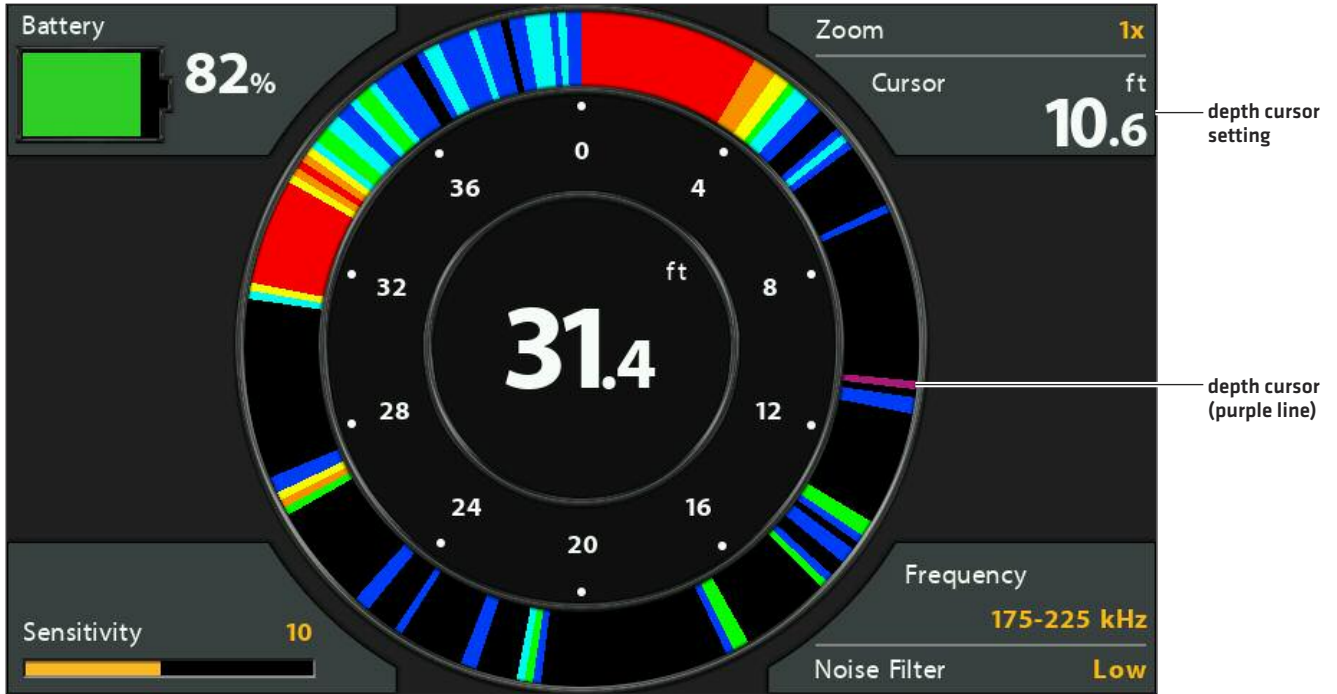 Battery
82%
Zoom 1x
Cursor ft
10.6
depth cursor
setting
0
36 4
ft
32 8
31.4
depth cursor
(purple line)
28 12
24 16
20
Frequency
175-225 kHz
Sensitivity 10
Noise Filter Low